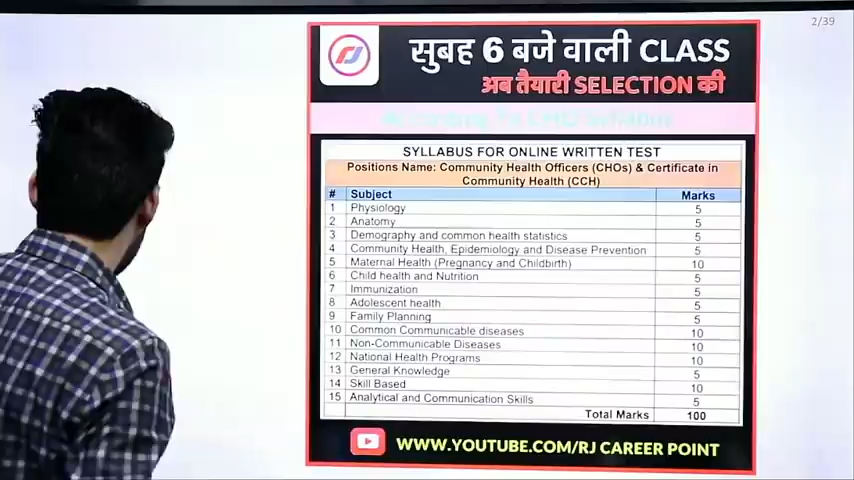 2/39
सुबह 6 बजे वाली CLASS
अब तैयारी SELECTION की
According To CHO Syllabus
SYLLABUS FOR ONLINE WRITTEN TEST
Positions Name: Community Health Officers (CHOs) & Certificate in
Community Health (CCH)
# Subject Marks
1 Physiology 5
2 Anatomy 5
3 Demography and common health statistics 5
4 Community Health, Epidemiology and Disease Prevention 5
5 Maternal Health (Pregnancy and Childbirth) 10
6 Child health and Nutrition 5
7 Immunization 5
8 Adolescent health 5
9 Family Planning 5
10 Common Communicable diseases 10
11 Non-Communicable Diseases 10
12 National Health Programs 10
13 General Knowledge 5
14 Skill Based 10
15 Analytical and Communication Skills 5
Total Marks 100
WWW.YOUTUBE.COM/RJ CAREER POINT